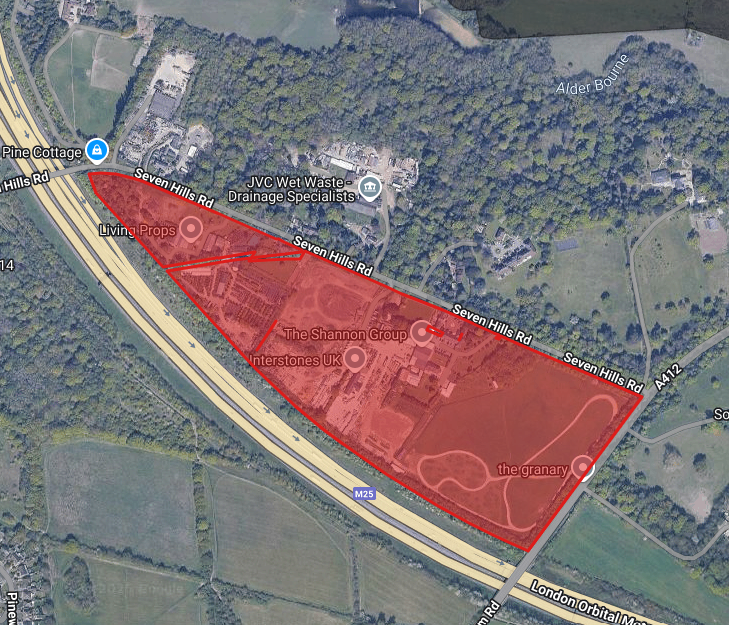 Alder Bourne
Pine Cottage
Hills Rd
Seven Hills Rd
JVC Wet Waste -
Drainage Specialists
Living Props
Seven Hills Rd
14
Seven Hills Rd
The Shannon Group
Interstones UK
Seven Hills Rd
A412
So
the granary
M25
London Orbital Mot
Pinew
m Rd